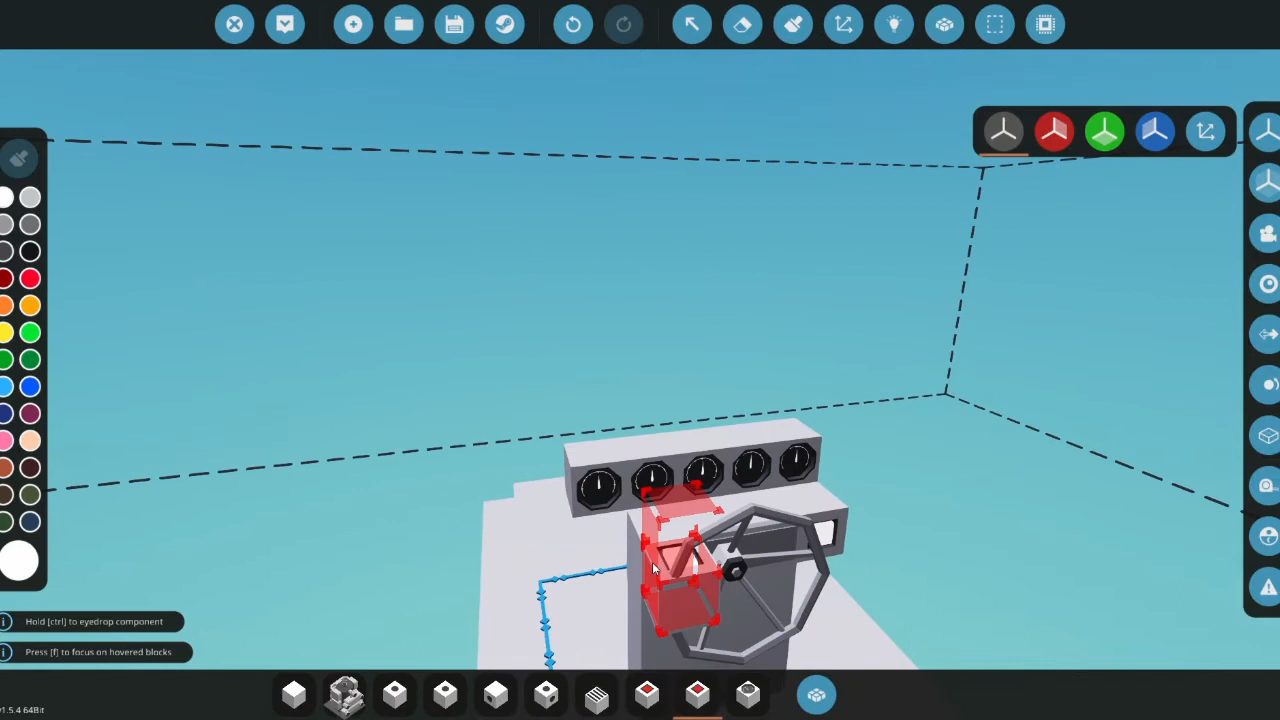 Hold [ctrl] to eyedrop component
Press [f] to focus on hovered blocks
v1.5.4 64Bit